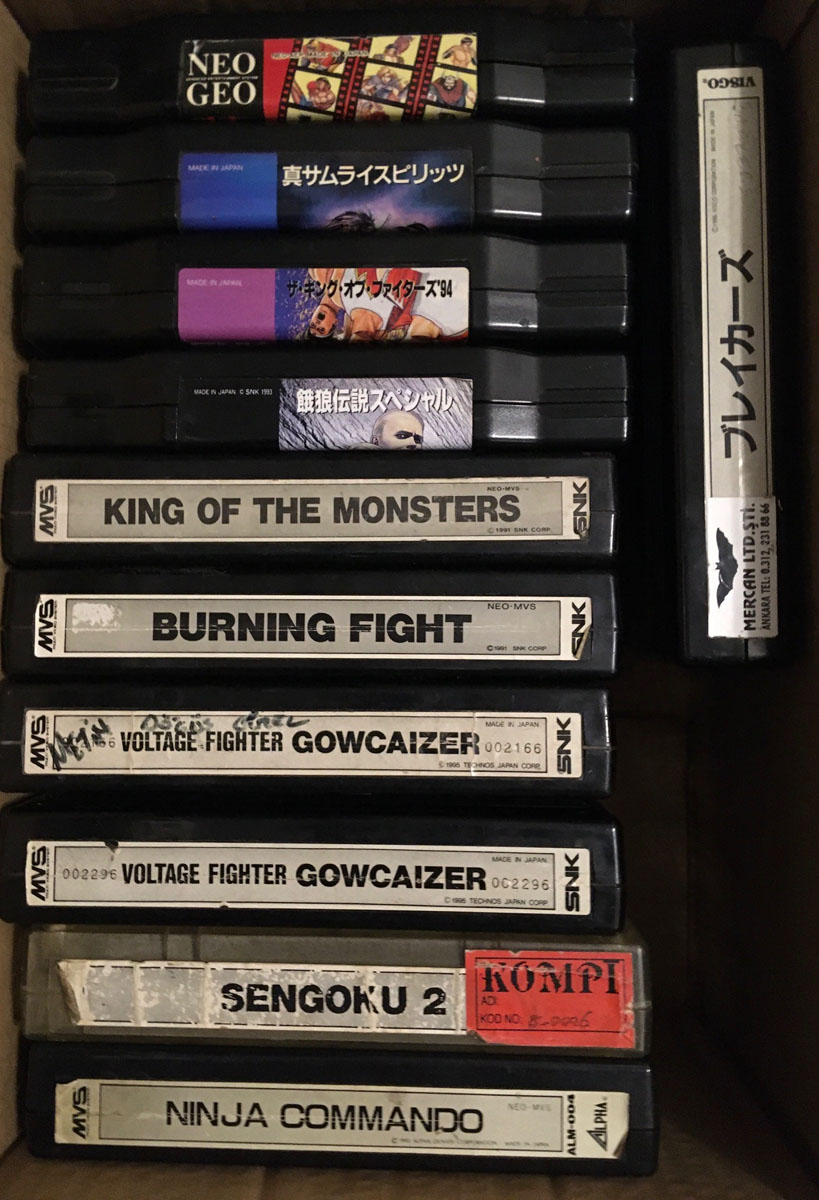 NEO
GEO
MADE IN JAPAN
真サムライスピリッツ
MADE IN JAPAN
ザ・キング・オブ・ファイターズ'94
MADE IN JAPAN © SNK 1993
餓狼伝説スペシャル
MVS
KING OF THE MONSTERS
NEO-MVS
© 1991 SNK CORP.
SNK
MVS
BURNING FIGHT
NEO-MVS
© 1991 SNK CORP.
SNK
MVS
VOLTAGE FIGHTER GOWCAIZER
MADE IN JAPAN
002166
© 1995 TECHNOS JAPAN CORP.
SNK
MVS
002296
VOLTAGE FIGHTER GOWCAIZER
MADE IN JAPAN
002296
© 1995 TECHNOS JAPAN CORP.
SNK
SENGOKU 2
KOMPI
ADI:
KOD NO:
MVS
NINJA COMMANDO
NEO-MVS
ALM-004
ALPHA
VISCO
ブレイカーズ
MERCAN LTD.ŞTİ.
ANKARA TEL: 0.312. 231 88 66